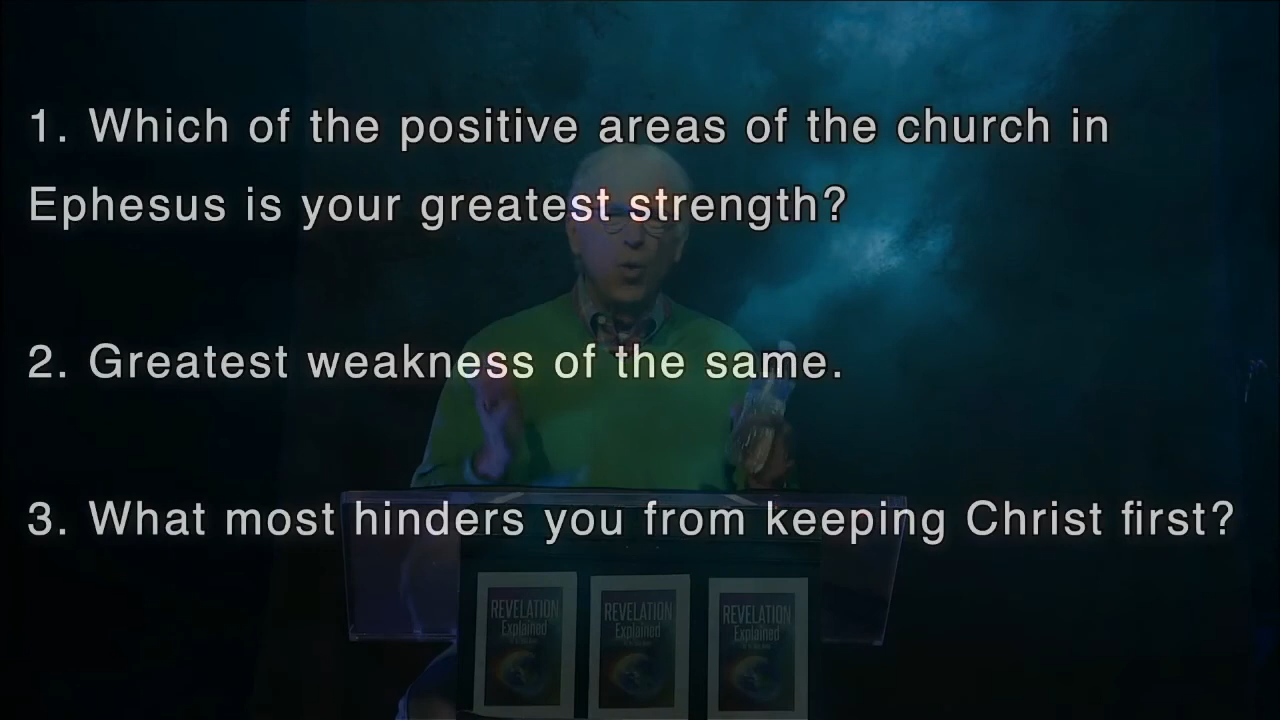 1. Which of the positive areas of the church in
Ephesus is your greatest strength?
2. Greatest weakness of the same.
3. What most hinders you from keeping Christ first?
REVELATION REVELATION REVELATION
Explained Explained Explained